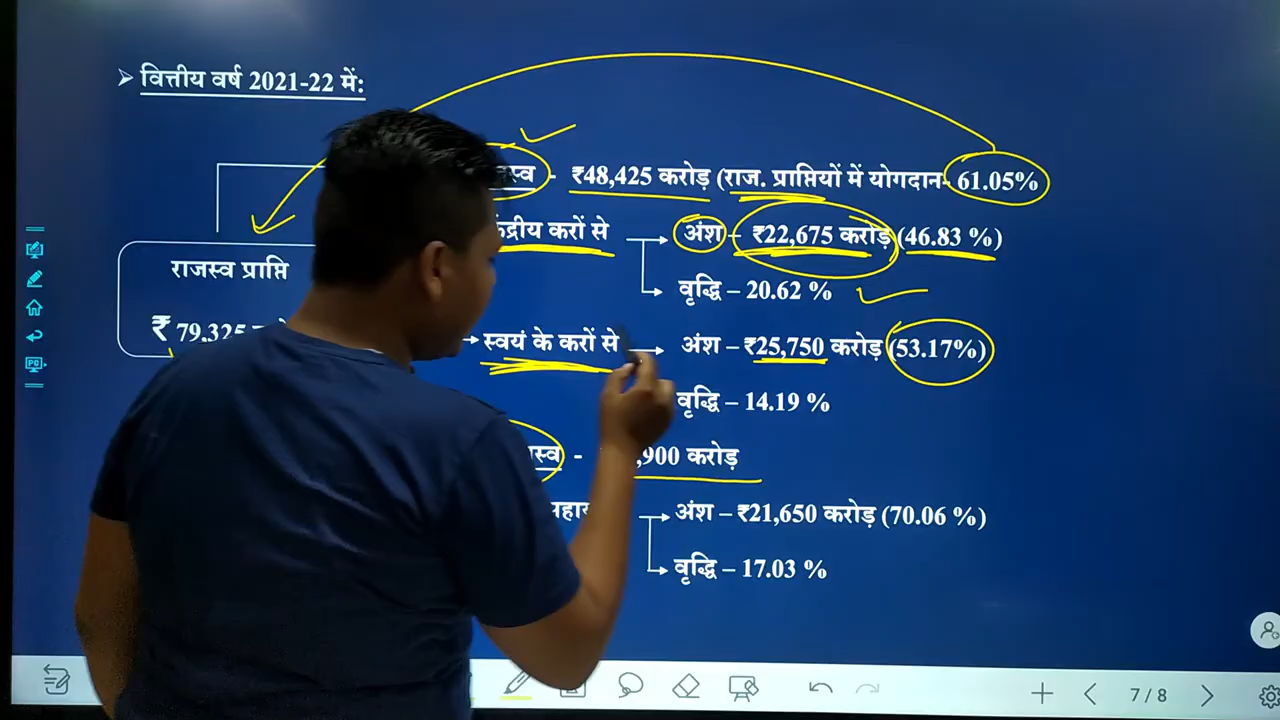 ➢ वित्तीय वर्ष 2021-22 में:
स्व - ₹48,425 करोड़ (राज. प्राप्तियों में योगदान- 61.05%
केंद्रीय करों से → अंश – ₹22,675 करोड़ (46.83 %)
वृद्धि – 20.62 %
राजस्व प्राप्ति
₹ 79,325
स्वयं के करों से → अंश – ₹25,750 करोड़ (53.17%)
वृद्धि – 14.19 %
स्व - ,900 करोड़
अंश – ₹21,650 करोड़ (70.06 %)
वृद्धि – 17.03 %
PC
7 / 8